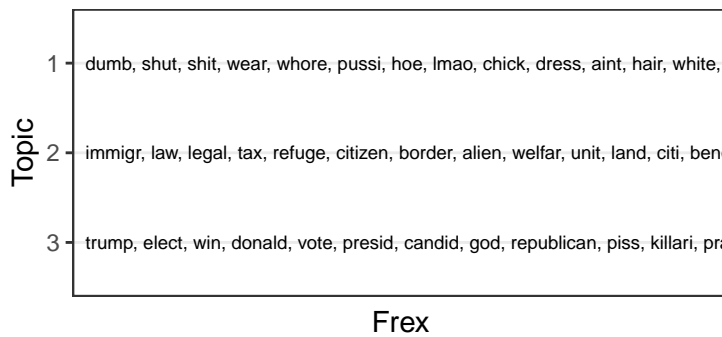 1 dumb, shut, shit, wear, whore, pussi, hoe, lmao, chick, dress, aint, hair, white,
Topic
2 immigr, law, legal, tax, refuge, citizen, border, alien, welfar, unit, land, citi,
3 trump, elect, win, donald, vote, presid, candid, god, republican, piss, killari,
Frex